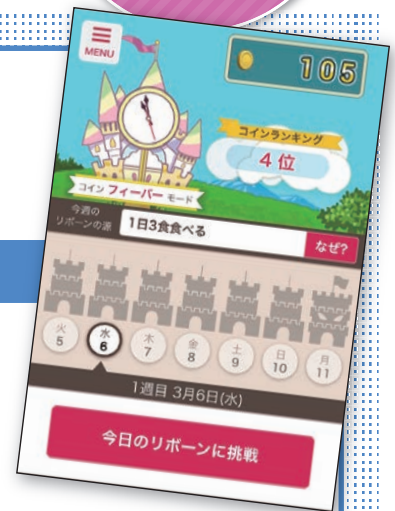 MENU
105
コインランキング
4位
コイン フィーバー モード
今週の
リボーンの源
1日3食食べる
なぜ?
火
5
水
6
木
7
金
8
土
9
日
10
月
11
1週目 3月6日(水)
今日のリボーンに挑戦